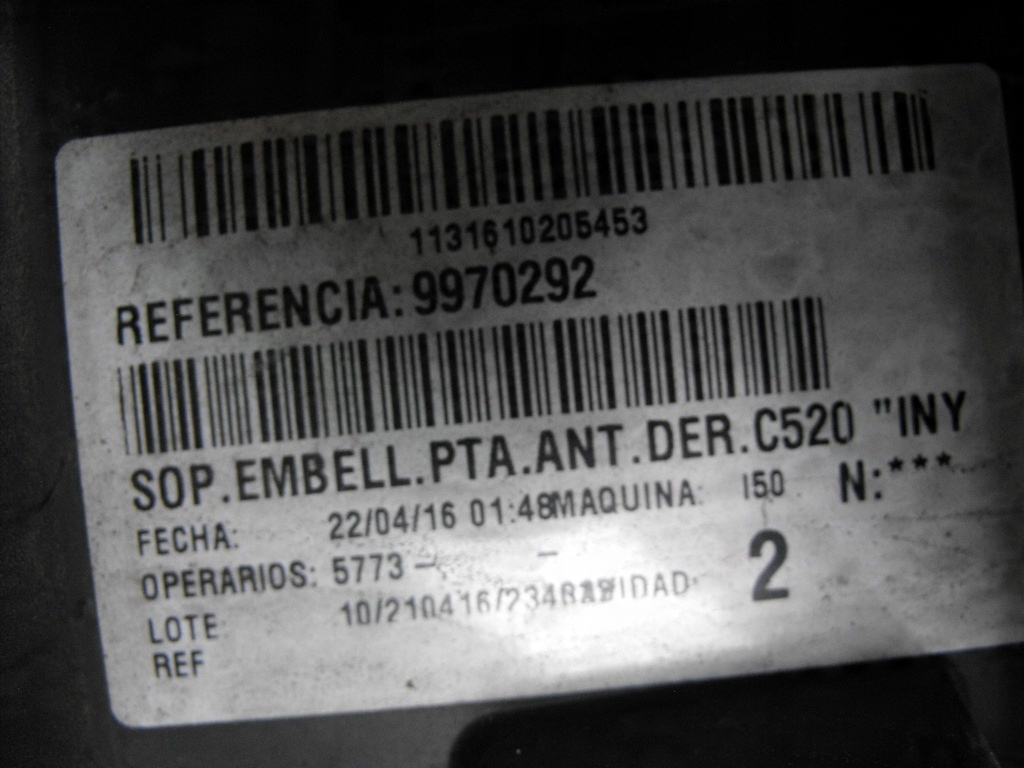 1131610205453
REFERENCIA: 9970292
SOP.EMBELL.PTA.ANT.DER.C520 "INY
FECHA: 22/04/16 01:48MAQUINA: I50 N:***
OPERARIOS: 5773 - -
LOTE 2
REF